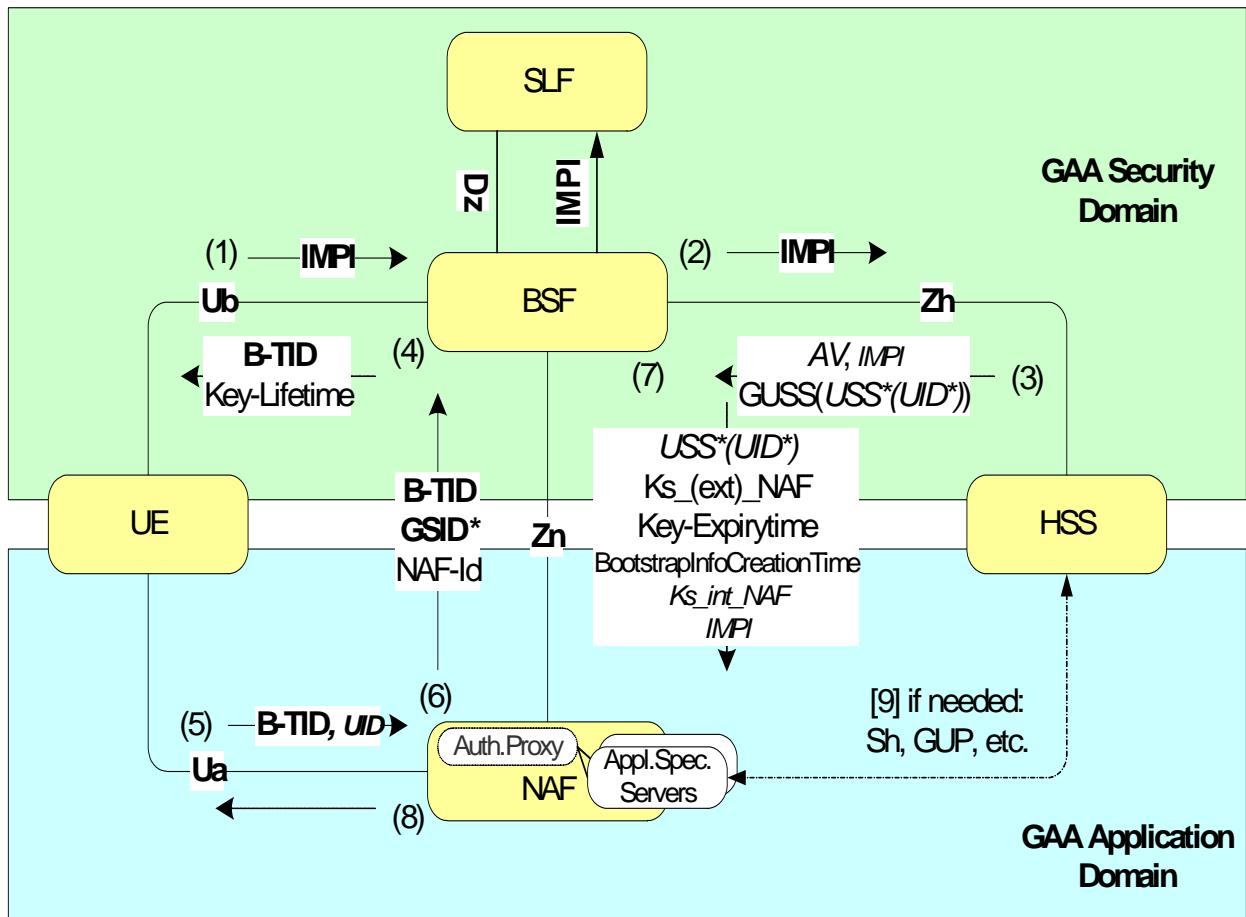 SLF
GAA Security
Domain
Dz
IMPI
(1)
IMPI
(2)
IMPI
Ub
BSF
Zh
B-TID
Key-Lifetime
(4)
(7)
AV, IMPI
GUSS(USS*(UID*))
(3)
USS*(UID*)
Ks_(ext)_NAF
Key-Expirytime
BootstrapInfoCreationTime
Ks_int_NAF
IMPI
B-TID
GSID*
NAF-Id
Zn
UE
HSS
(6)
(5)
B-TID, UID
[9] if needed:
Sh, GUP, etc.
Auth.Proxy
NAF
Appl.Spec.
Servers
Ua
(8)
GAA Application
Domain